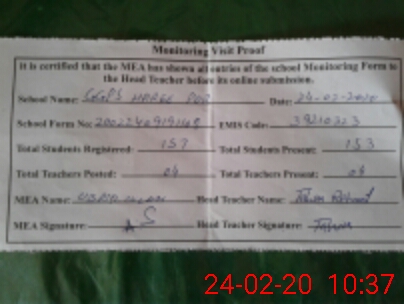 Monitoring Visit Proof
It is certified that the MEA has shown all entries of the school Monitoring Form to
the Head Teacher before its online submission.
School Name: Date: 24-02-2020
School Form No: EMIS Code:
Total Students Registered: 157 Total Students Present: 153
Total Teachers Posted: 04 Total Teachers Present: 04
MEA Name: Head Teacher Name:
MEA Signature: Head Teacher Signature:
24-02-20 10:37